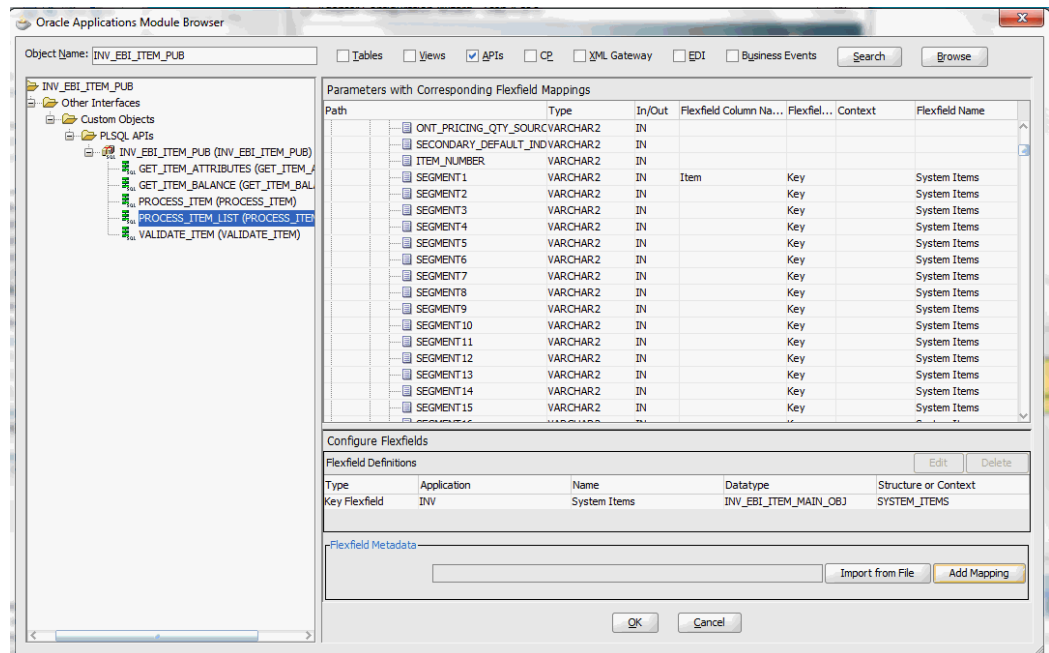 Oracle Applications Module Browser
Object Name: INV_EBI_ITEM_PUB Tables Views APIs CP XML Gateway EDI Business Events Search Browse
INV_EBI_ITEM_PUB
Other Interfaces
Custom Objects
PLSQL APIs
INV_EBI_ITEM_PUB (INV_EBI_ITEM_PUB)
GET_ITEM_ATTRIBUTES (GET_ITEM_A
GET_ITEM_BALANCE (GET_ITEM_BAL
PROCESS_ITEM (PROCESS_ITEM)
PROCESS_ITEM_LIST (PROCESS_ITEM
VALIDATE_ITEM (VALIDATE_ITEM)
Parameters with Corresponding Flexfield Mappings
Path Type In/Out Flexfield Column Na... Flexfiel... Context Flexfield Name
ONT_PRICING_QTY_SOURC VARCHAR2 IN
SECONDARY_DEFAULT_IND VARCHAR2 IN
ITEM_NUMBER VARCHAR2 IN
SEGMENT1 VARCHAR2 IN Item Key System Items
SEGMENT2 VARCHAR2 IN Key System Items
SEGMENT3 VARCHAR2 IN Key System Items
SEGMENT4 VARCHAR2 IN Key System Items
SEGMENT5 VARCHAR2 IN Key System Items
SEGMENT6 VARCHAR2 IN Key System Items
SEGMENT7 VARCHAR2 IN Key System Items
SEGMENT8 VARCHAR2 IN Key System Items
SEGMENT9 VARCHAR2 IN Key System Items
SEGMENT10 VARCHAR2 IN Key System Items
SEGMENT11 VARCHAR2 IN Key System Items
SEGMENT12 VARCHAR2 IN Key System Items
SEGMENT13 VARCHAR2 IN Key System Items
SEGMENT14 VARCHAR2 IN Key System Items
SEGMENT15 VARCHAR2 IN Key System Items
Configure Flexfields
Flexfield Definitions Edit Delete
Type Application Name Datatype Structure or Context
Key Flexfield INV System Items INV_EBI_ITEM_MAIN_OBJ SYSTEM_ITEMS
Flexfield Metadata
Import from File Add Mapping
OK Cancel